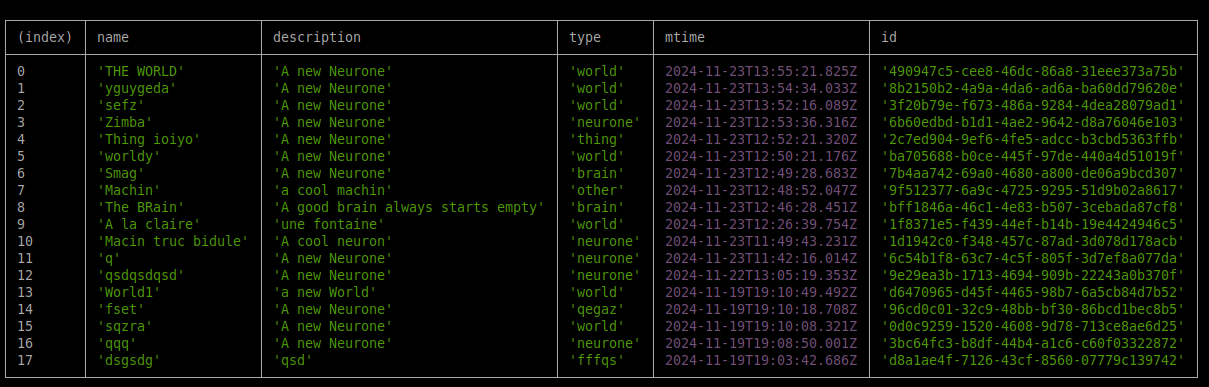 (index) name description type mtime id
0 'THE WORLD' 'A new Neurone' 'world' 2024-11-23T13:55:21.825Z '490947c5-cee8-46dc-86a8-31eee373a75b'
1 'yguygeda' 'A new Neurone' 'world' 2024-11-23T13:54:34.033Z '8b2150b2-4a9a-4da6-ad6a-ba60dd79620e'
2 'sefz' 'A new Neurone' 'world' 2024-11-23T13:52:16.089Z '3f20b79e-f673-486a-9284-4dea28079ad1'
3 'Zimba' 'A new Neurone' 'neurone' 2024-11-23T12:53:36.316Z '6b60edbd-b1d1-4ae2-9642-d8a76046e103'
4 'Thing ioiyo' 'A new Neurone' 'thing' 2024-11-23T12:52:21.320Z '2c7ed904-9ef6-4fe5-adcc-b3cbd5363ffb'
5 'worldy' 'A new Neurone' 'world' 2024-11-23T12:50:21.176Z 'ba705688-b0ce-445f-97de-440a4d51019f'
6 'Smag' 'A new Neurone' 'brain' 2024-11-23T12:49:28.683Z '7b4aa742-69a0-4680-a800-de06a9bcd307'
7 'Machin' 'a cool machin' 'other' 2024-11-23T12:48:52.047Z '9f512377-6a9c-4725-9295-51d9b02a8617'
8 'The BRain' 'A good brain always starts empty' 'brain' 2024-11-23T12:46:28.451Z 'bff1846a-46c1-4e83-b507-3cebada87cf8'
9 'A la claire' 'une fontaine' 'world' 2024-11-23T12:26:39.754Z '1f8371e5-f439-44ef-b14b-19e4424946c5'
10 'Macin truc bidule' 'A cool neuron' 'neurone' 2024-11-23T11:49:43.231Z '1d1942c0-f348-457c-87ad-3d078d178acb'
11 'q' 'A new Neurone' 'neurone' 2024-11-23T11:42:16.014Z '6c54b1f8-63c7-4c5f-805f-3d7ef8a077da'
12 'qsdqsdqsd' 'A new Neurone' 'neurone' 2024-11-22T13:05:19.353Z '9e29ea3b-1713-4694-909b-22243a0b370f'
13 'World1' 'a new World' 'world' 2024-11-19T19:10:49.492Z 'd6470965-d45f-4465-98b7-6a5cb84d7b52'
14 'fset' 'A new Neurone' 'qegaz' 2024-11-19T19:10:18.708Z '96cd0c01-32c9-48bb-bf30-86bcd1bec8b5'
15 'sqzra' 'A new Neurone' 'world' 2024-11-19T19:10:08.321Z '0d0c9259-1520-4608-9d78-713ce8ae6d25'
16 'qqq' 'A new Neurone' 'neurone' 2024-11-19T19:08:50.001Z '3bc64fc3-b8df-44b4-a1c6-c60f03322872'
17 'dsgsdg' 'qsd' 'fffqs' 2024-11-19T19:03:42.686Z 'd8a1ae4f-7126-43cf-8560-07779c139742'